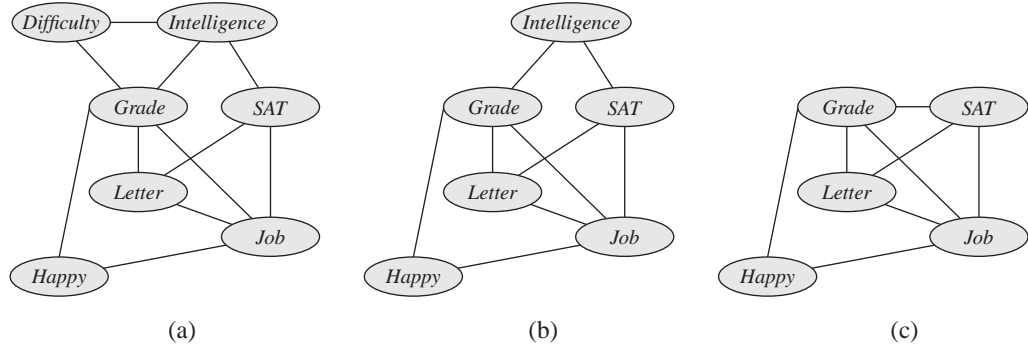 Difficulty Intelligence Intelligence
Grade SAT Grade SAT Grade SAT
Letter Letter Letter
Job Job Job
Happy Happy Happy
(a) (b) (c)